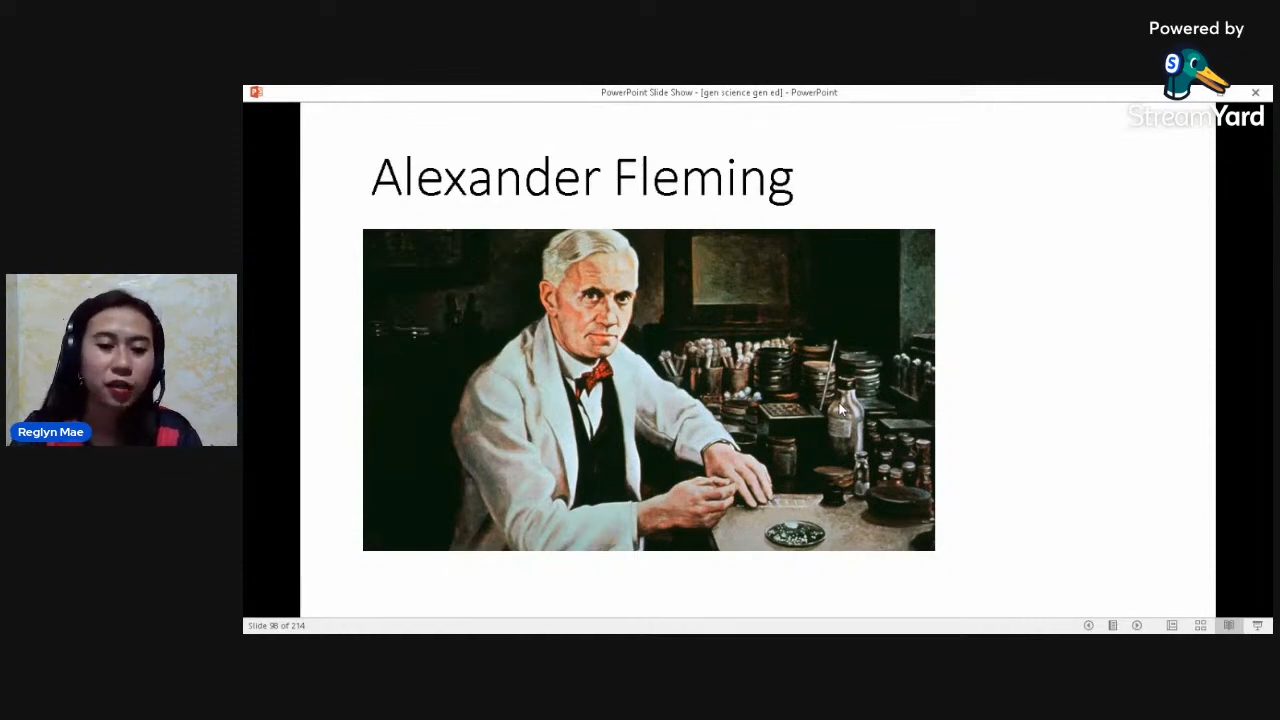 Powered by
S
StreamYard
PowerPoint Slide Show - [gen science gen ed] - PowerPoint
Alexander Fleming
Reglyn Mae
Slide 98 of 214